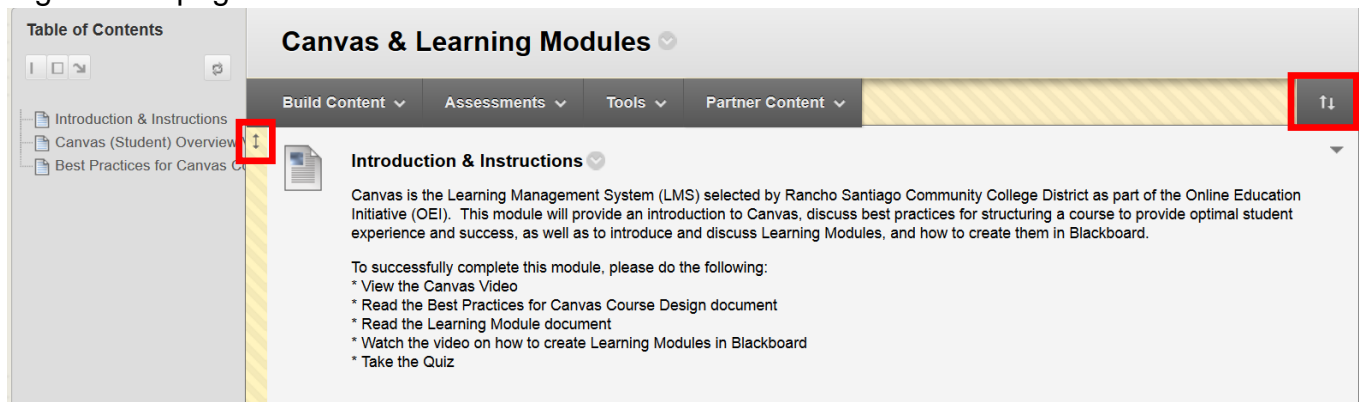 Table of Contents
Introduction & Instructions
Canvas (Student) Overview
Best Practices for Canvas
Canvas & Learning Modules
Build Content Assessments Tools Partner Content
Introduction & Instructions
Canvas is the Learning Management System (LMS) selected by Rancho Santiago Community College District as part of the Online Education
Initiative (OEI). This module will provide an introduction to Canvas, discuss best practices for structuring a course to provide optimal student
experience and success, as well as to introduce and discuss Learning Modules, and how to create them in Blackboard.
To successfully complete this module, please do the following:
* View the Canvas Video
* Read the Best Practices for Canvas Course Design document
* Read the Learning Module document
* Watch the video on how to create Learning Modules in Blackboard
* Take the Quiz